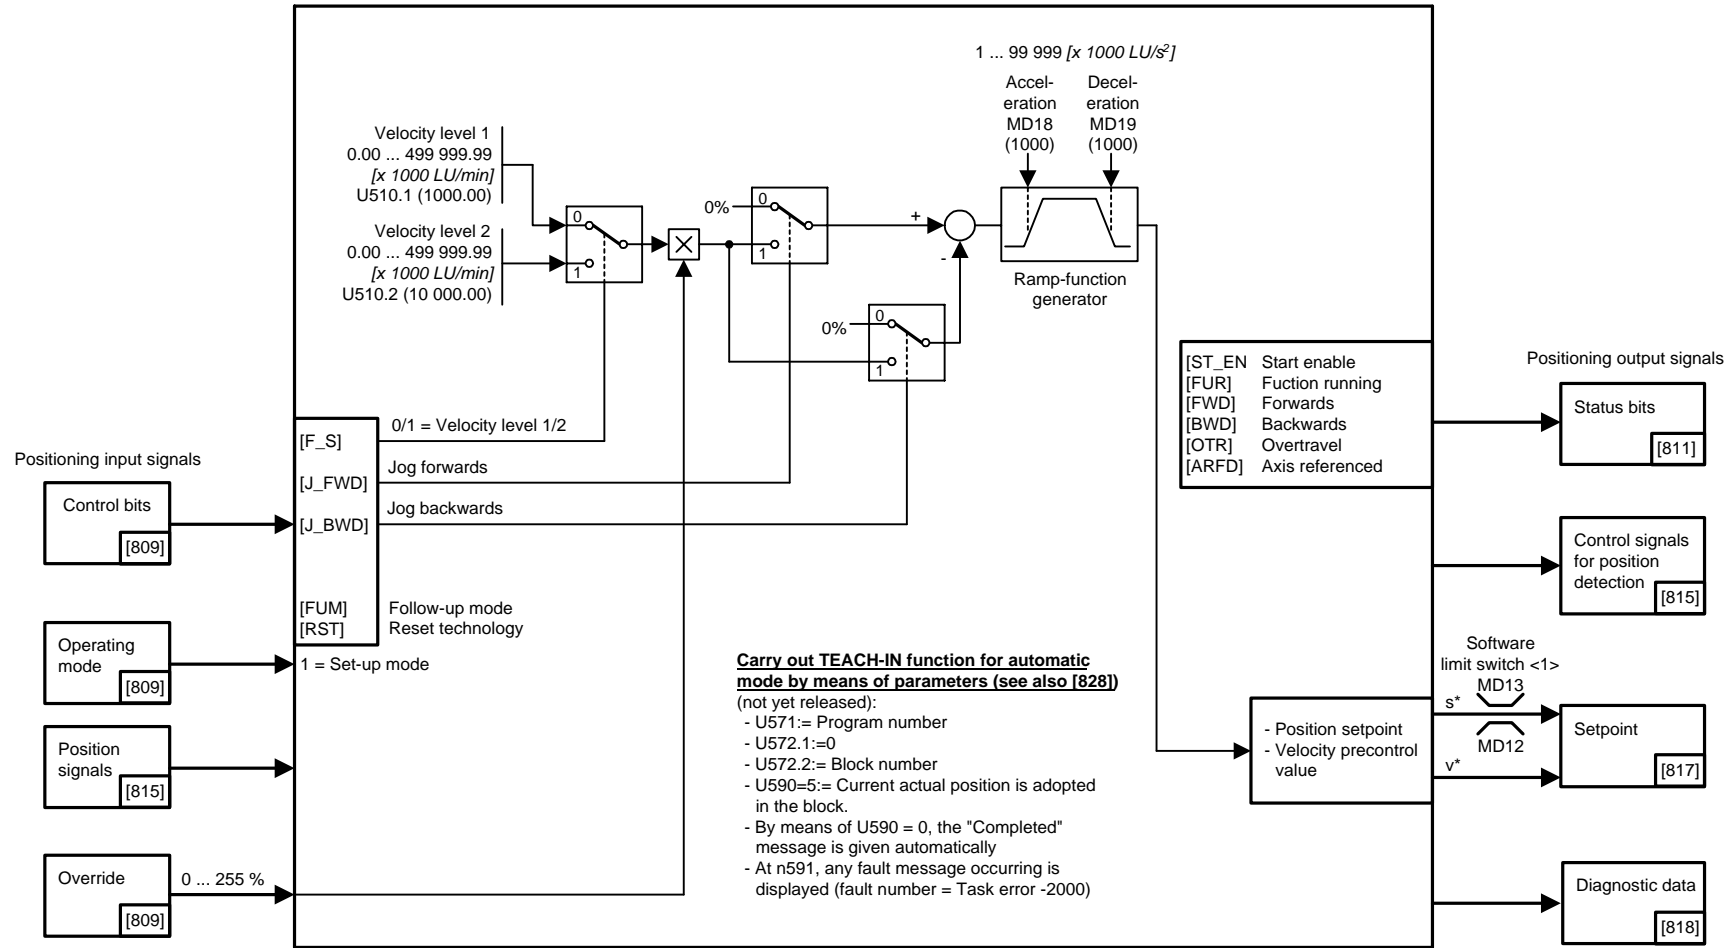 1 ... 99 999 [x 1000 LU/s²]
Accel-
eration
MD18
(1000)
Decel-
eration
MD19
(1000)
Velocity level 1
0.00 ... 499 999.99
[x 1000 LU/min]
U510.1 (1000.00)
Velocity level 2
0.00 ... 499 999.99
[x 1000 LU/min]
U510.2 (10 000.00)
0
1
0%
0
1
+
-
0%
0
1
Ramp-function
generator
[ST_EN Start enable
[FUR] Fuction running
[FWD] Forwards
[BWD] Backwards
[OTR] Overtravel
[ARFD] Axis referenced
Positioning output signals
Status bits
[811]
Positioning input signals
Control bits
[809]
[F_S]
0/1 = Velocity level 1/2
[J_FWD]
Jog forwards
[J_BWD]
Jog backwards
[FUM] Follow-up mode
[RST] Reset technology
Control signals
for position
detection
[815]
Operating
mode
[809]
1 = Set-up mode
Position
signals
[815]
Override
[809]
0 ... 255 %
Carry out TEACH-IN function for automatic
mode by means of parameters (see also [828])
(not yet released):
- U571:= Program number
- U572.1:=0
- U572.2:= Block number
- U590=5:= Current actual position is adopted
in the block.
- By means of U590 = 0, the "Completed"
message is given automatically
- At n591, any fault message occurring is
displayed (fault number = Task error -2000)
- Position setpoint
- Velocity precontrol
value
Software
limit switch <1>
MD13
s*
MD12
v*
Setpoint
[817]
Diagnostic data
[818]